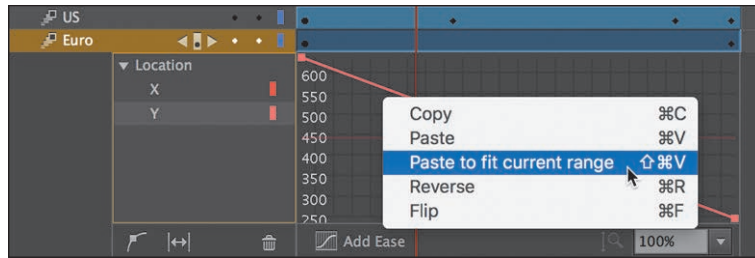 US
Euro
Location
X
Y
600
550
500
450
400
350
300
250
Copy ⌘C
Paste ⌘V
Paste to fit current range ⇧⌘V
Reverse ⌘R
Flip ⌘F
Add Ease
100%